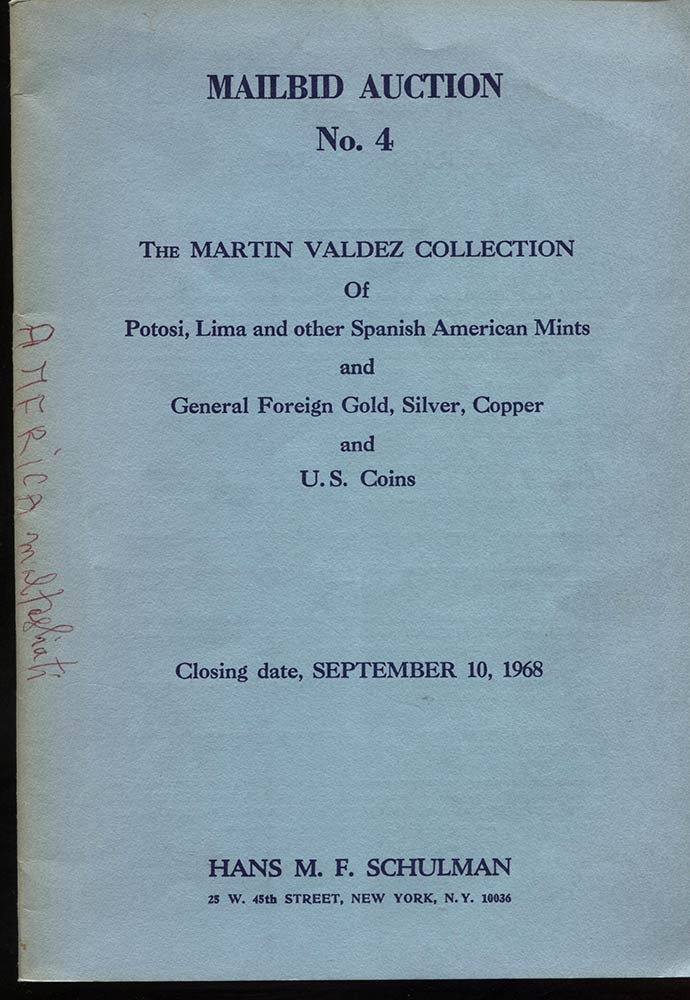 MAILBID AUCTION
No. 4
THE MARTIN VALDEZ COLLECTION
Of
Potosi, Lima and other Spanish American Mints
and
General Foreign Gold, Silver, Copper
and
U.S. Coins
Closing date, SEPTEMBER 10, 1968
HANS M. F. SCHULMAN
25 W. 45th STREET, NEW YORK, N.Y. 10036
AMERICA